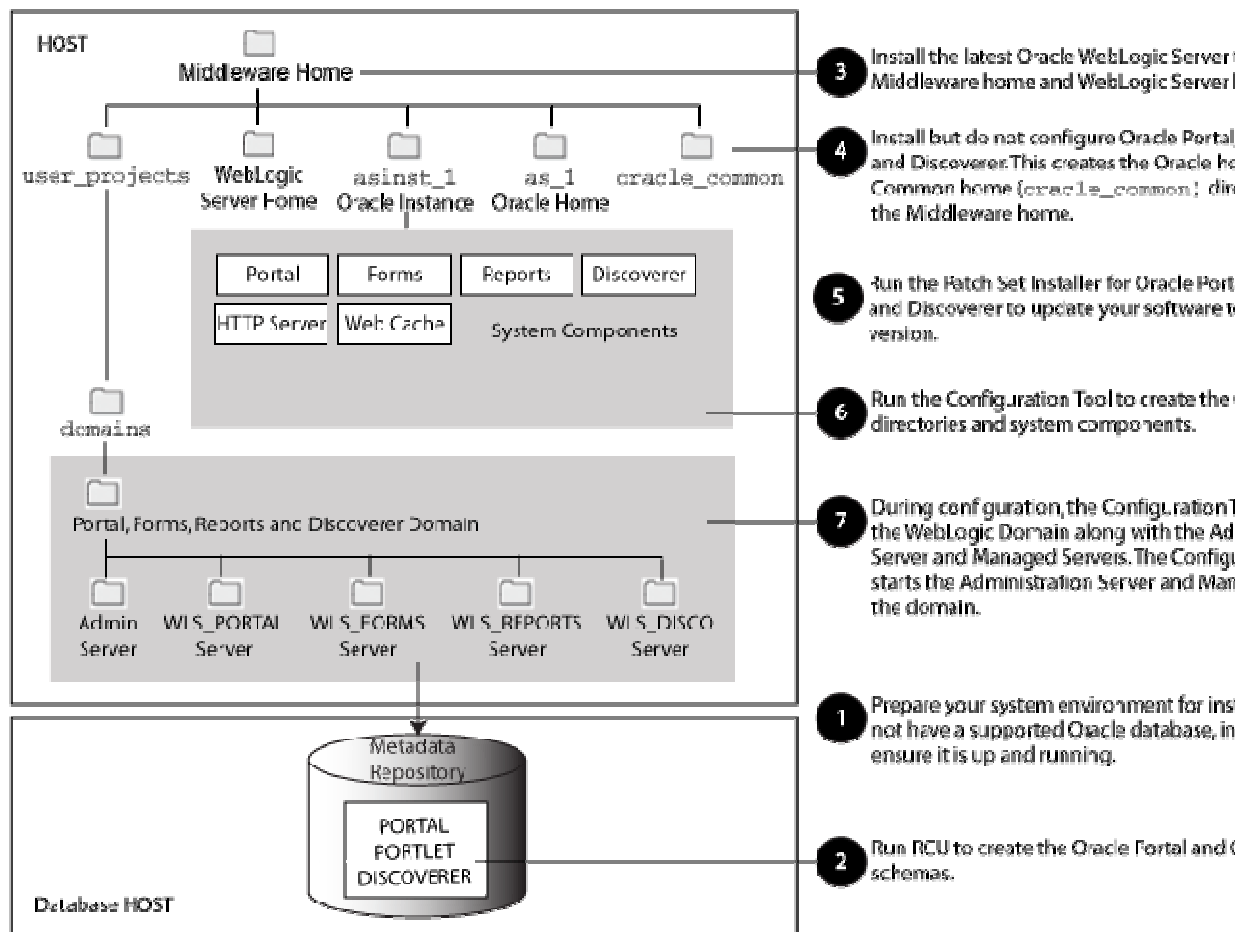 HOST
Middleware Home
user_projects
WebLogic
Server Home
asinst_1
Oracle Instance
as_1
Oracle Home
oracle_common
Portal
Forms
Reports
Discoverer
HTTP Server
Web Cache
System Components
domains
Portal, Forms, Reports and Discoverer Domain
Admin
Server
WLS_PORTAL
Server
WLS_FORMS
Server
WLS_REPORTS
Server
WLS_DISCO
Server
Metadata
Repository
PORTAL
PORTLET
DISCOVERER
Database HOST
3
Install the latest Oracle WebLogic Server
Middleware home and WebLogic Server
4
Install but do not configure Oracle Portal,
and Discoverer. This creates the Oracle
Common home (oracle_common)
the Middleware home.
5
Run the Patch Set Installer for Oracle
and Discoverer to update your software
version.
6
Run the Configuration Tool to create the
directories and system components.
7
During configuration, the Configuration
the WebLogic Domain along with the
Server and Managed Servers. The
starts the Administration Server and
the domain.
1
Prepare your system environment for
not have a supported Oracle database,
ensure it is up and running.
2
Run RCU to create the Oracle Portal and
schemas.